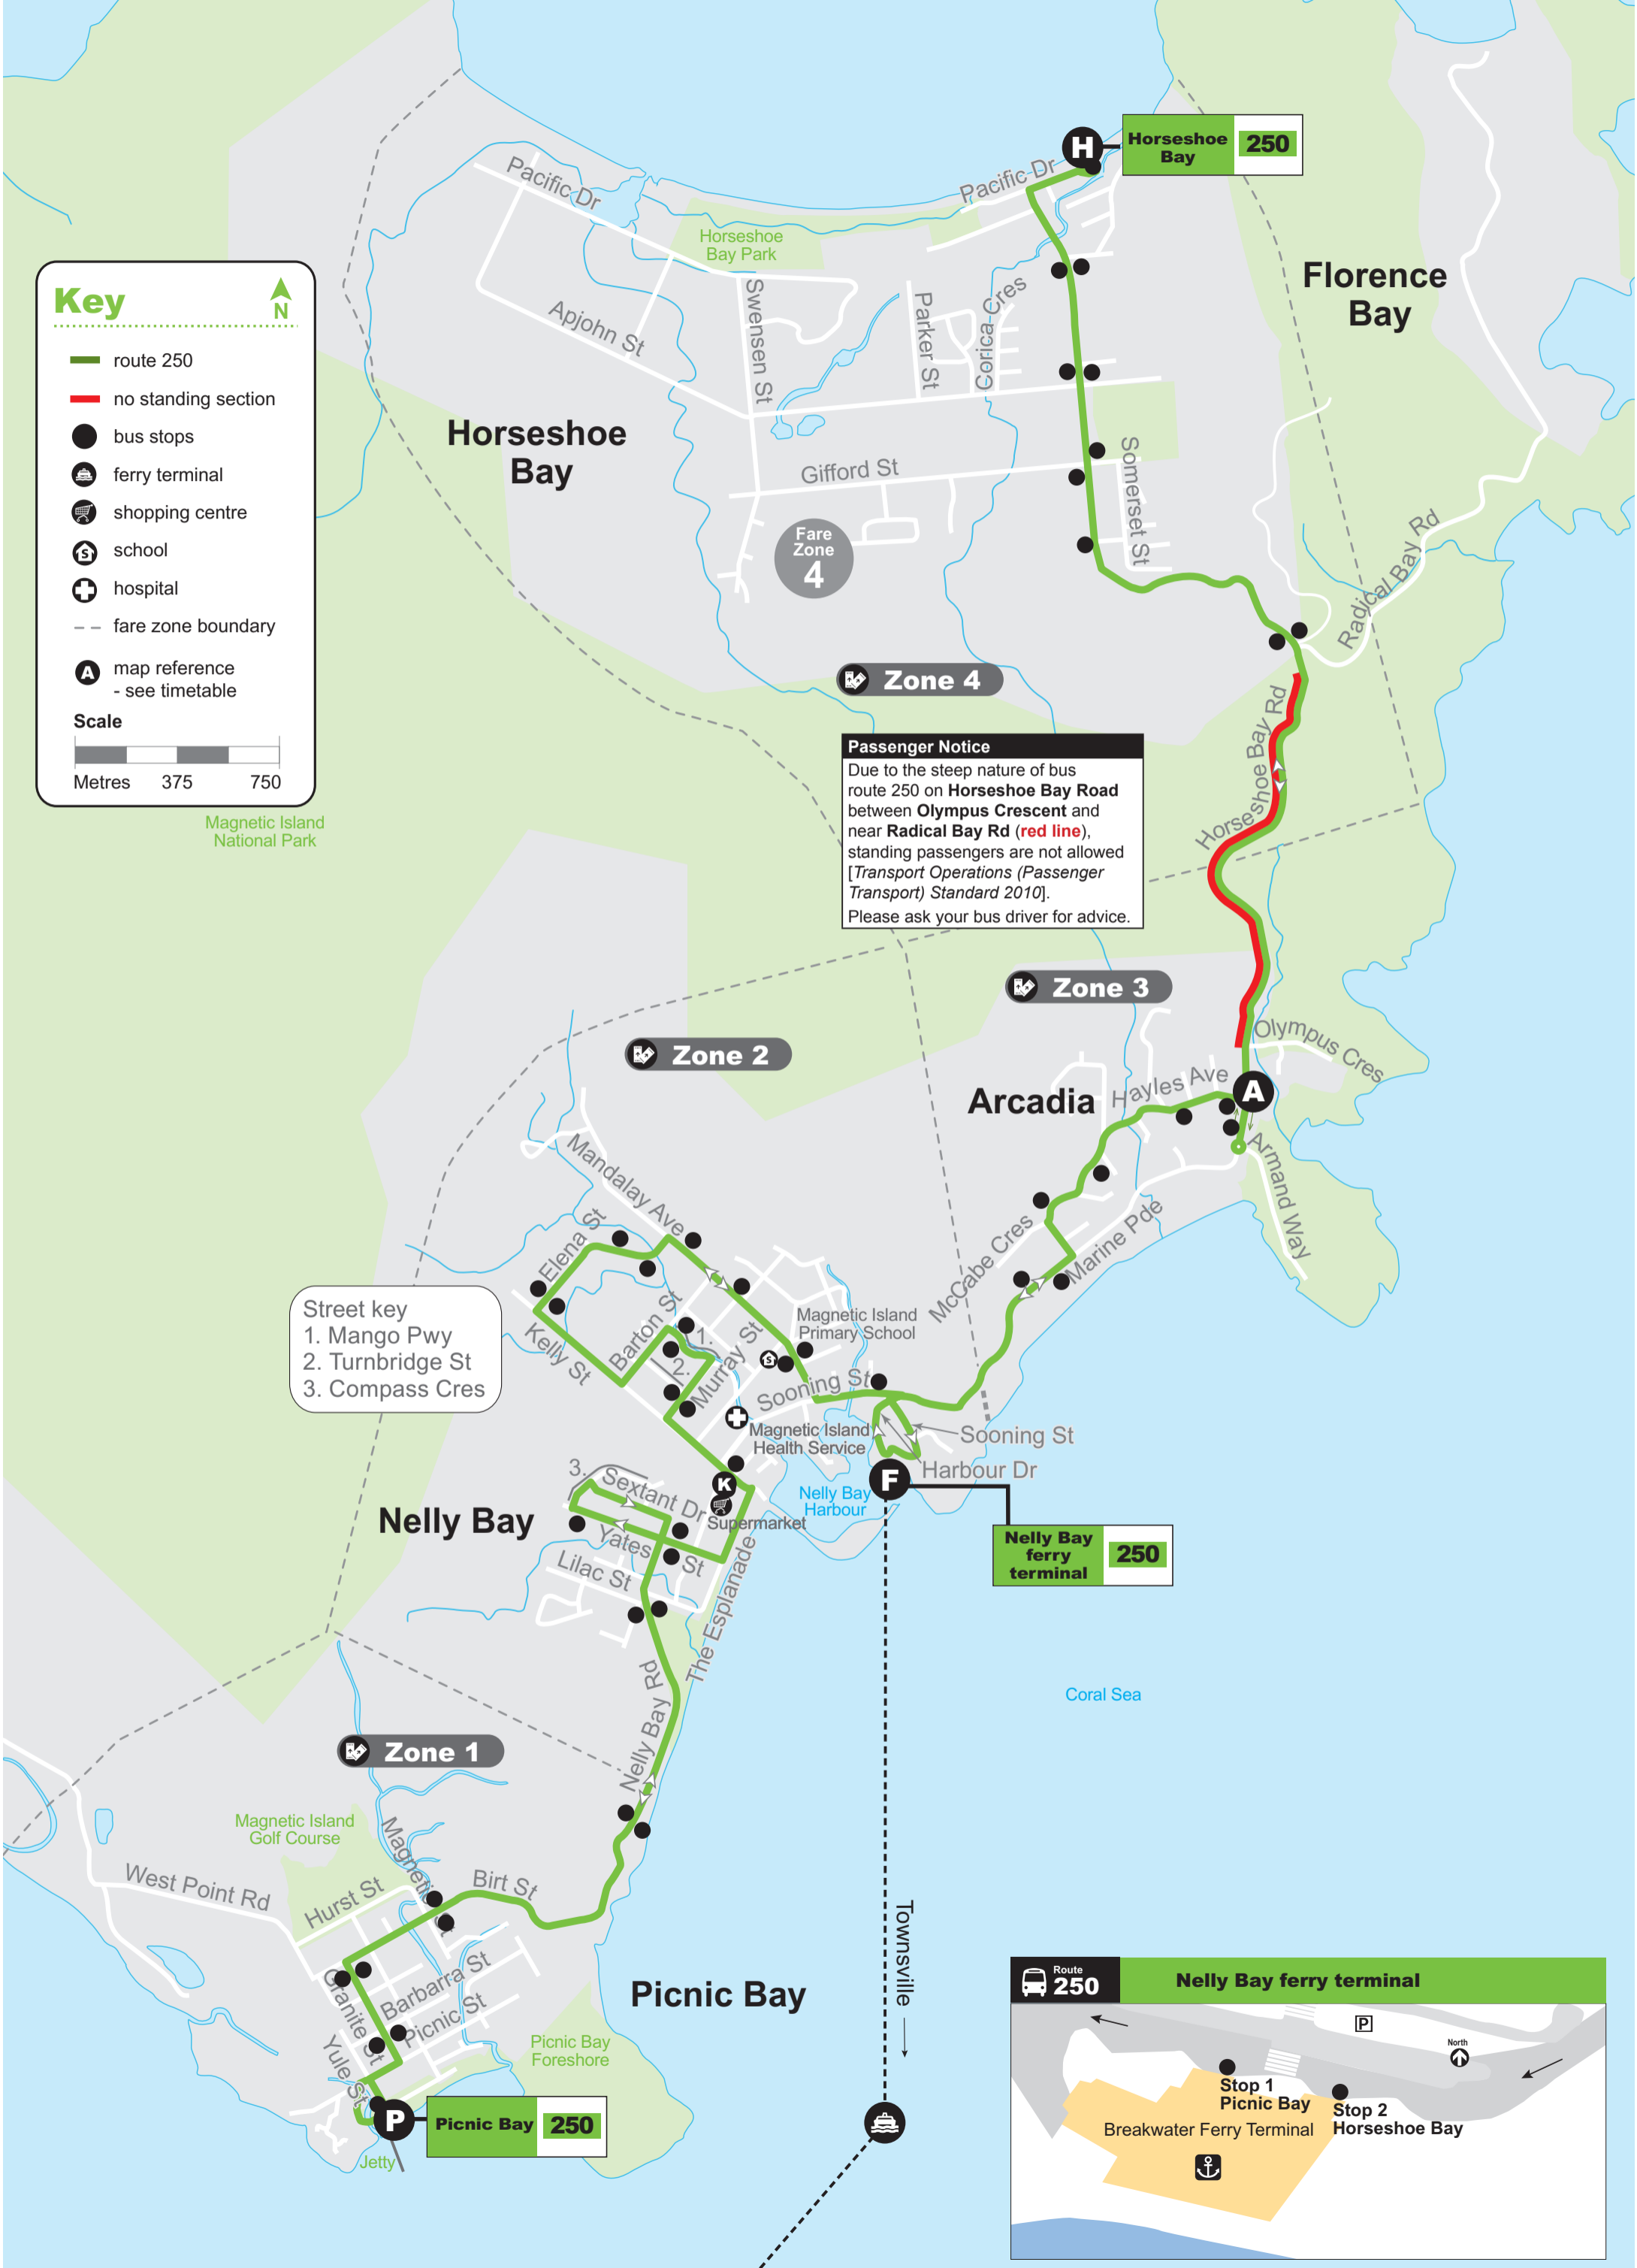 H
Horseshoe
Bay
250
Pacific Dr
Pacific Dr
Horseshoe
Bay Park
Florence
Bay
Key
N
route 250
no standing section
bus stops
ferry terminal
shopping centre
S
school
hospital
fare zone boundary
A
map reference
- see timetable
Scale
Metres 375 750
Swensen St
Parker St
Corica Cres
Apjohn St
Horseshoe
Bay
Gifford St
Somerset St
Fare
Zone
4
Radical Bay Rd
Zone 4
Horseshoe Bay Rd
Passenger Notice
Due to the steep nature of bus
route 250 on Horseshoe Bay Road
between Olympus Crescent and
near Radical Bay Rd (red line),
standing passengers are not allowed
[Transport Operations (Passenger
Transport) Standard 2010].
Please ask your bus driver for advice.
Magnetic Island
National Park
Zone 3
Olympus Cres
Zone 2
Arcadia
Hayles Ave
A
Armand Way
Mandalay Ave
Elena St
McCabe Cres
Marine Pde
Street key
1. Mango Pwy
2. Turnbridge St
3. Compass Cres
Kelly St
Barton St
1.
2.
Murray St
Magnetic Island
Primary School
S
Sooning St
Magnetic Island
Health Service
Sooning St
Harbour Dr
F
Nelly Bay
Harbour
3.
Sextant Dr
K
Supermarket
Nelly Bay
Yates St
Lilac St
The Esplanade
Nelly Bay
ferry
terminal
250
Nelly Bay Rd
Coral Sea
Zone 1
Magnetic Island
Golf Course
Magnetic St
West Point Rd
Hurst St
Birt St
Townsville
Granite St
Barbarra St
Picnic St
Yule St
Picnic Bay
Picnic Bay
Foreshore
P
Picnic Bay
250
Jetty
Route
250
Nelly Bay ferry terminal
P
North
Stop 1
Picnic Bay
Stop 2
Horseshoe Bay
Breakwater Ferry Terminal